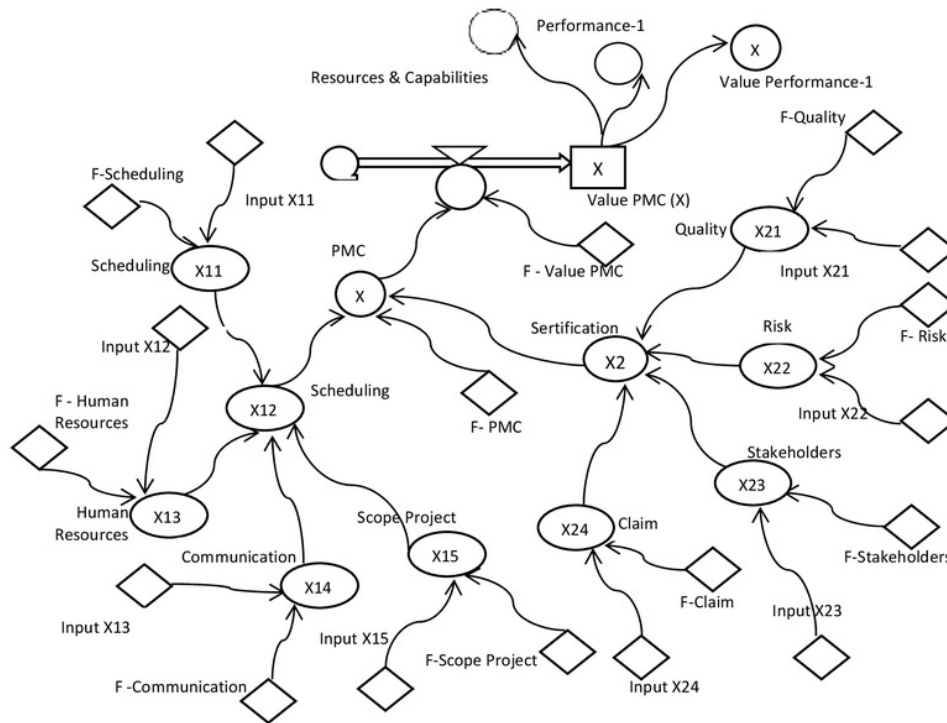 Performance-1
X
Resources & Capabilities
Value Performance-1
F-Quality
F-Scheduling
X
Input X11
Value PMC (X)
Quality
X21
Scheduling
X11
PMC
F - Value PMC
Input X21
X
Sertification
Risk
F- Risk
Input X12
X2
X22
Scheduling
X12
F - Human
Resources
F- PMC
Input X22
Stakeholders
X23
Human
Resources
X13
Scope Project
X24
Claim
Communication
X15
F-Stakeholders
X14
F-Claim
Input X13
Input X15
Input X23
F-Scope Project
F -Communication
Input X24